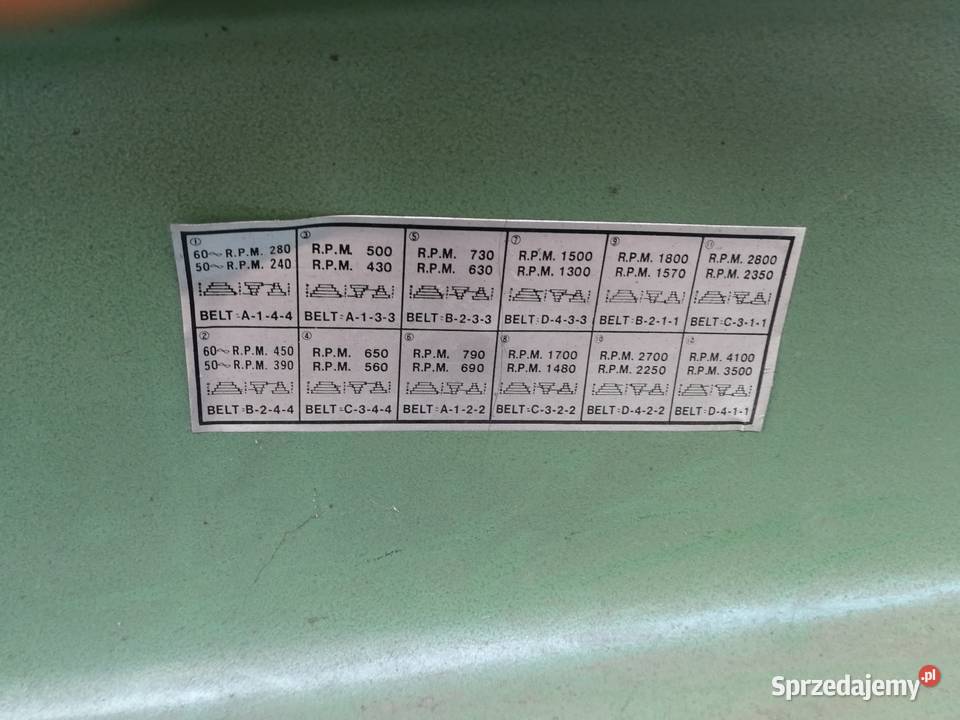 ①
60~ R.P.M. 280
50~ R.P.M. 240
BELT:A-1-4-4
③
R.P.M. 500
R.P.M. 430
BELT:A-1-3-3
⑤
R.P.M. 730
R.P.M. 630
BELT:B-2-3-3
⑦
R.P.M. 1500
R.P.M. 1300
BELT:D-4-3-3
⑨
R.P.M. 1800
R.P.M. 1570
BELT:B-2-1-1
⑪
R.P.M. 2800
R.P.M. 2350
BELT:C-3-1-1
②
60~ R.P.M. 450
50~ R.P.M. 390
BELT:B-2-4-4
④
R.P.M. 650
R.P.M. 560
BELT:C-3-4-4
⑥
R.P.M. 790
R.P.M. 690
BELT:A-1-2-2
⑧
R.P.M. 1700
R.P.M. 1480
BELT:C-3-2-2
⑩
R.P.M. 2700
R.P.M. 2250
BELT:D-4-2-2
⑫
R.P.M. 4100
R.P.M. 3500
BELT:D-4-1-1
Sprzedajemy.pl